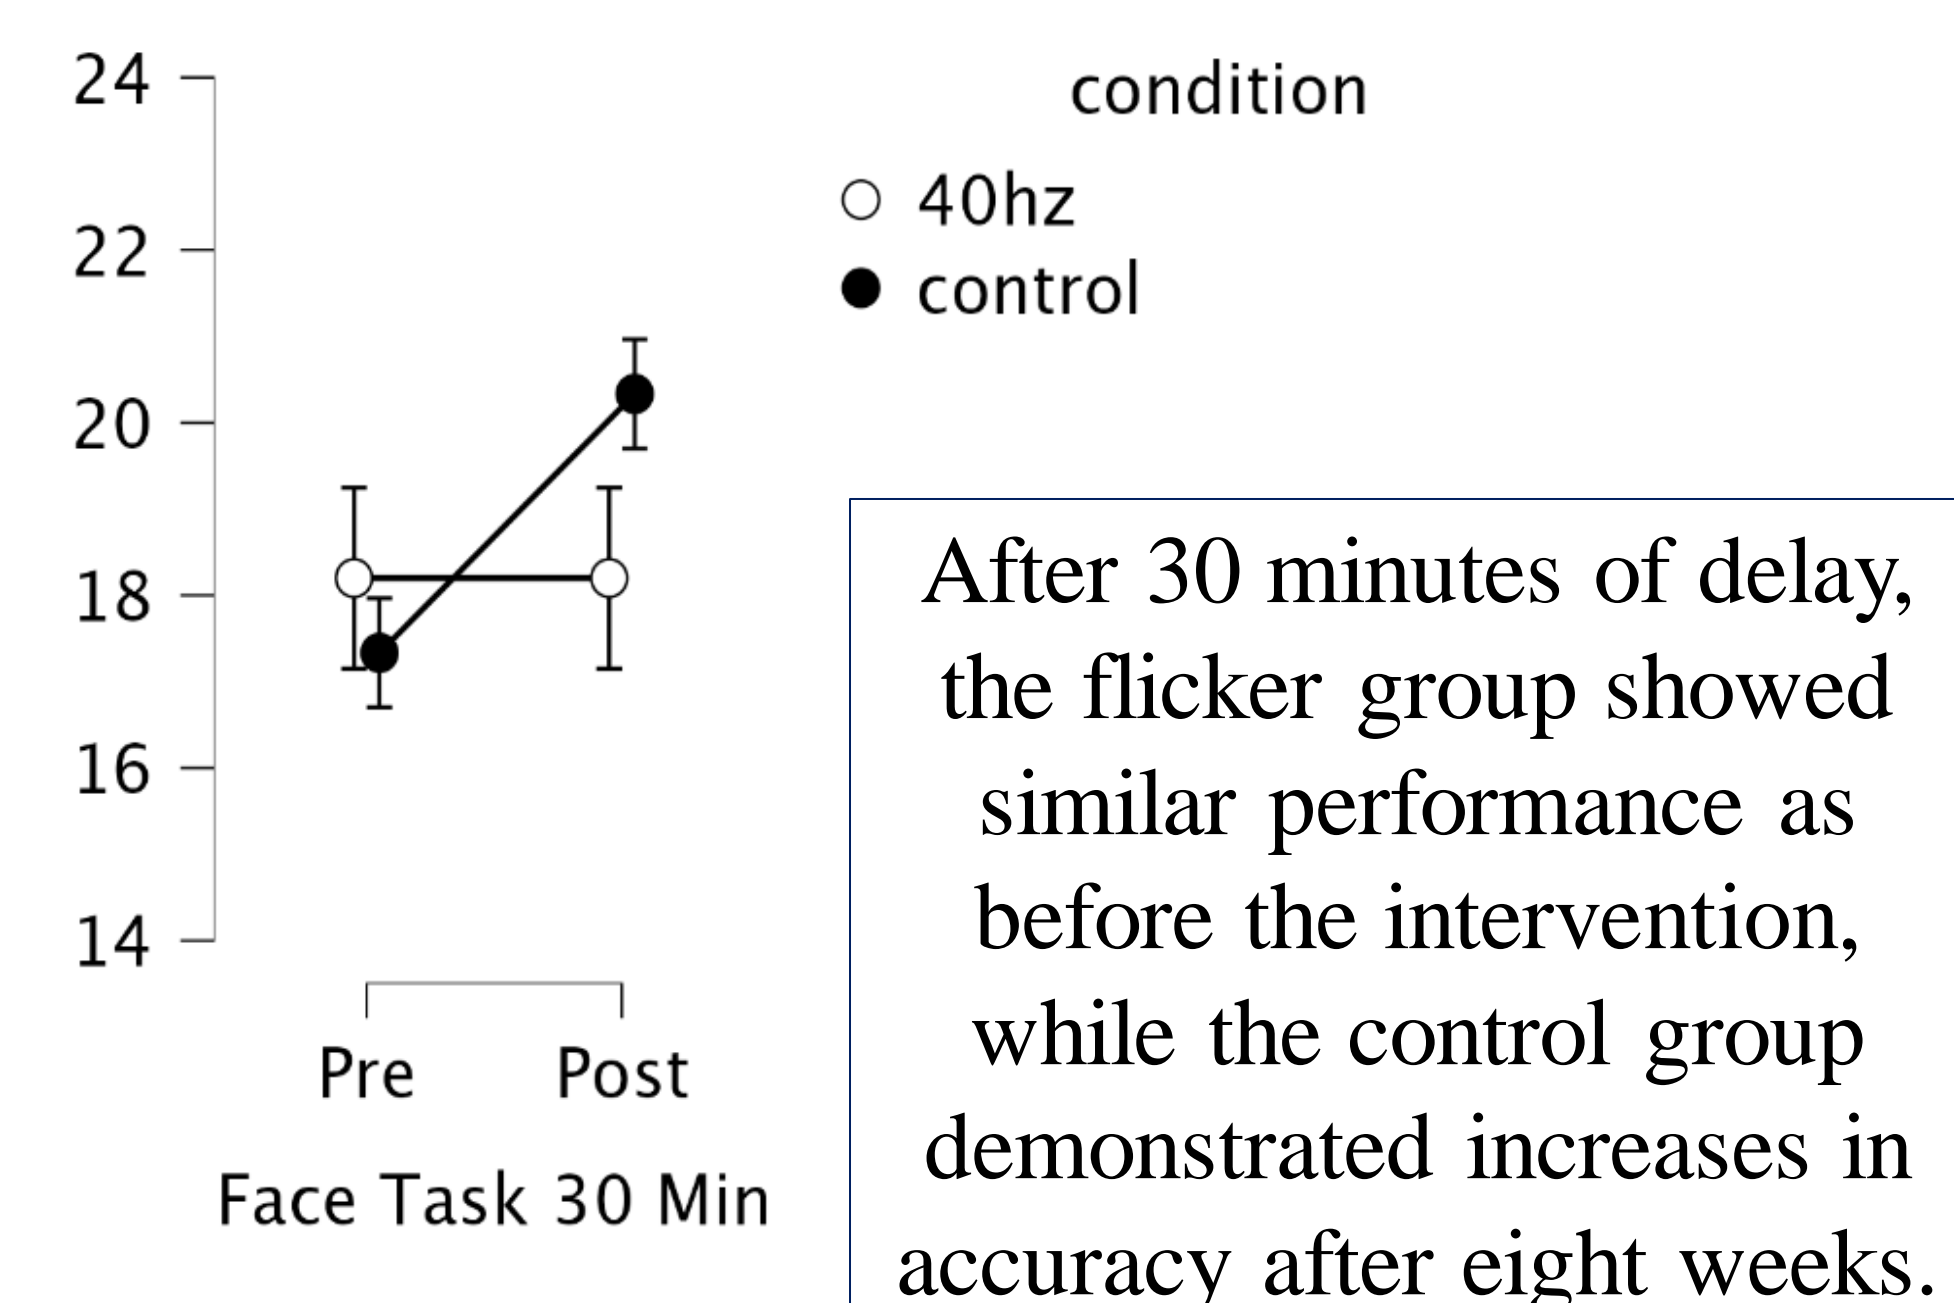 24
22
20
18
16
14
Pre Post
Face Task 30 Min
condition
40hz
control
After 30 minutes of delay,
the flicker group showed
similar performance as
before the intervention,
while the control group
demonstrated increases in
accuracy after eight weeks.